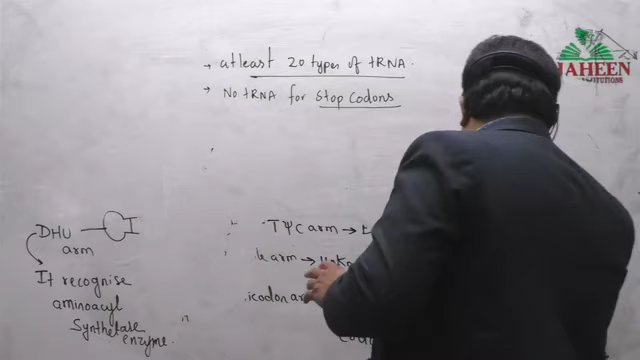 → atleast 20 types of tRNA.
→ No tRNA for Stop Codons
JAHEEN
DHU
arm
It recognise
aminoacyl
Synthetase
enzyme.
TΨC arm →
arm →